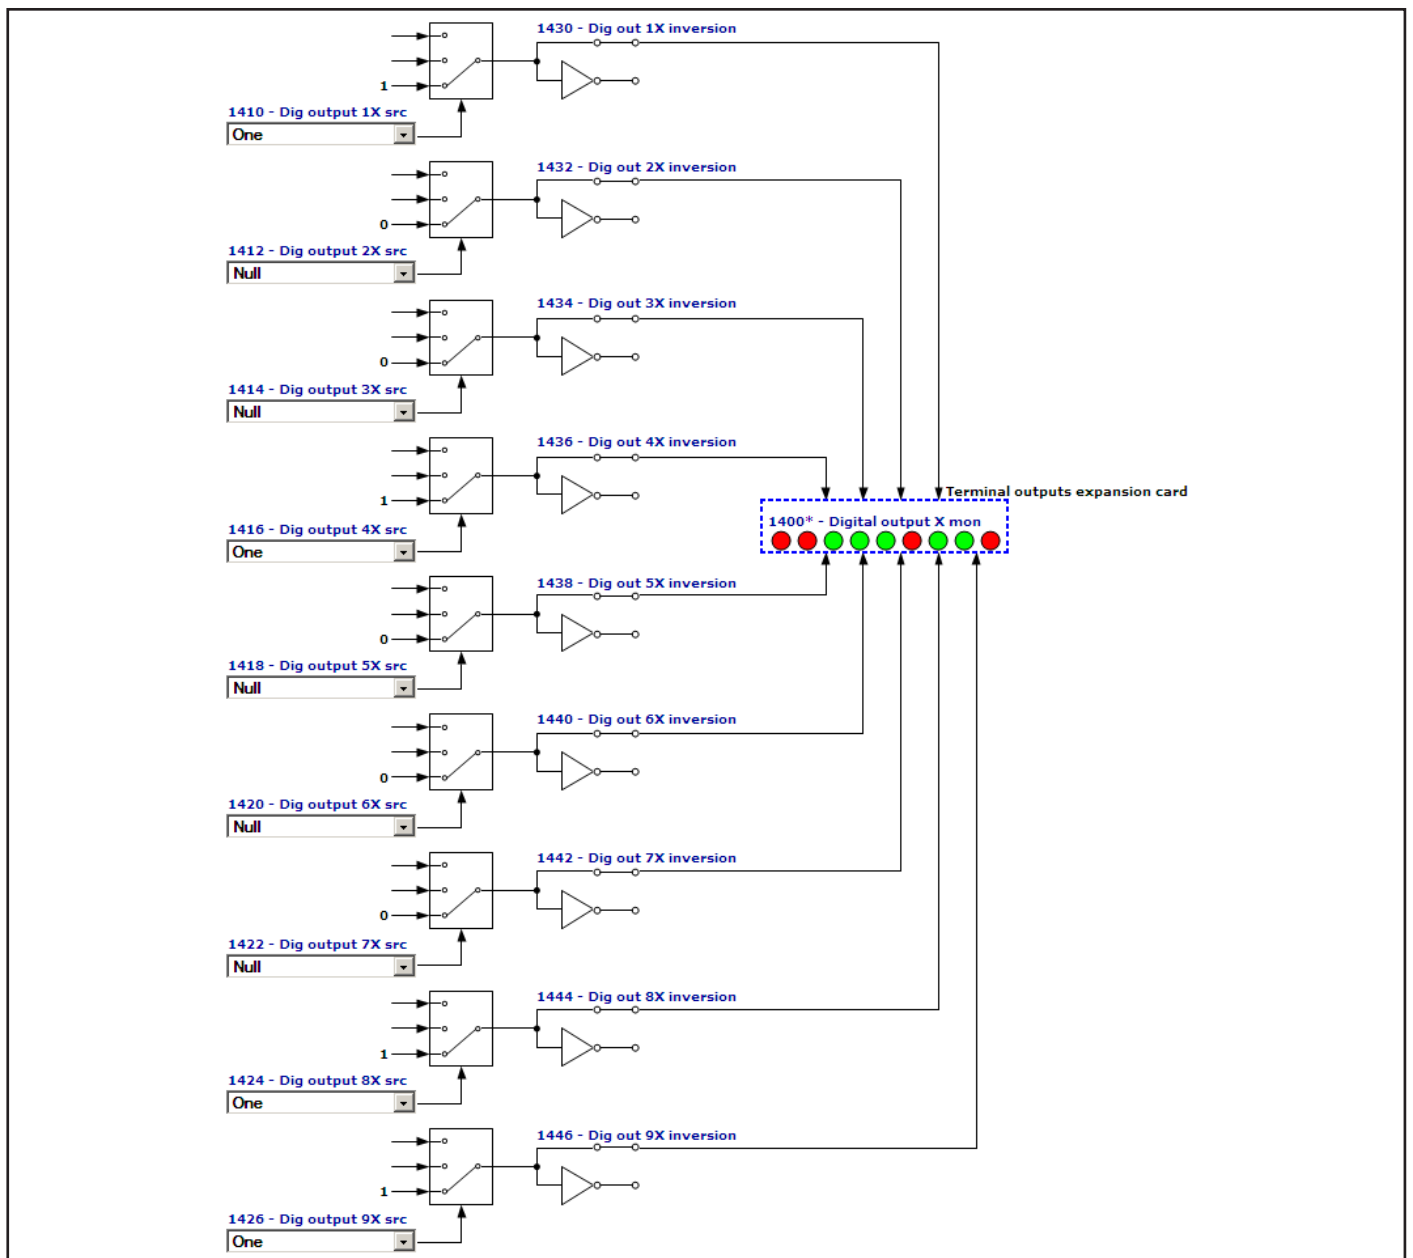 1430 - Dig out 1X inversion
1
1410 - Dig output 1X src
One
1432 - Dig out 2X inversion
0
1412 - Dig output 2X src
Null
1434 - Dig out 3X inversion
0
1414 - Dig output 3X src
Null
1436 - Dig out 4X inversion
1
Terminal outputs expansion card
1400* - Digital output X mon
1416 - Dig output 4X src
One
1438 - Dig out 5X inversion
0
1418 - Dig output 5X src
Null
1440 - Dig out 6X inversion
0
1420 - Dig output 6X src
Null
1442 - Dig out 7X inversion
0
1422 - Dig output 7X src
Null
1444 - Dig out 8X inversion
1
1424 - Dig output 8X src
One
1446 - Dig out 9X inversion
1
1426 - Dig output 9X src
One